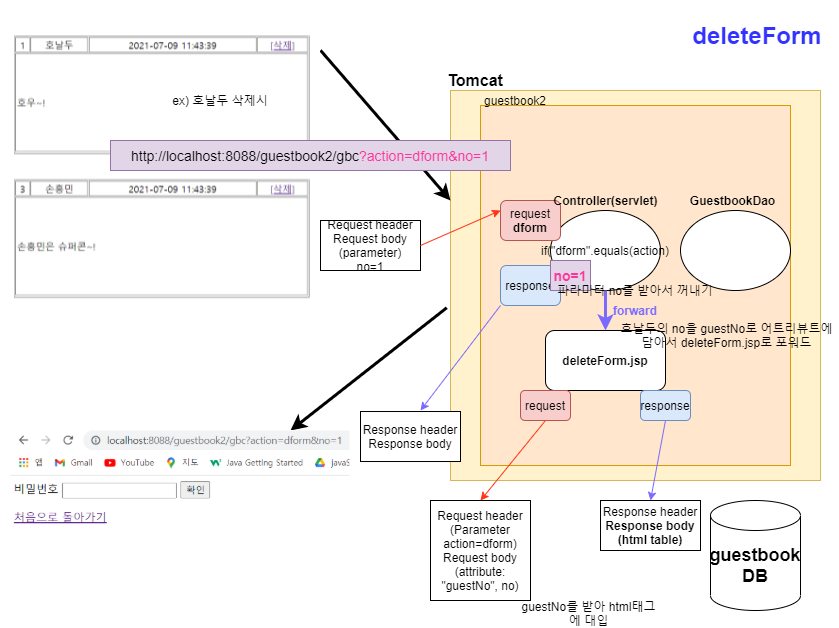 deleteForm
1 호날두 2021-07-09 11:43:39 [삭제]
호우~!
ex) 호날두 삭제시
http://localhost:8088/guestbook2/gbc?action=dform&no=1
3 손흥민 2021-07-09 11:43:39 [삭제]
손흥민은 슈퍼콘~!
Tomcat
guestbook2
Controller(servlet)
GuestbookDao
request
dform
Request header
Request body
(parameter)
no=1
if("dform".equals(action)
response
no=1
파라미터 no을 받아서 꺼내기
forward
호날두의 no을 guestNo로 어트리뷰트에
담아서 deleteForm.jsp로 포워드
deleteForm.jsp
request
response
Response header
Response body
localhost:8088/guestbook2/gbc?action=dform&no=1
앱 Gmail YouTube 지도 Java Getting Started JavaS
비밀번호 확인
처음으로 돌아가기
Request header
(Parameter
action=dform)
Request body
(attribute:
"guestNo", no)
Response header
Response body
(html table)
guestbook
DB
guestNo를 받아 html태그
에 대입